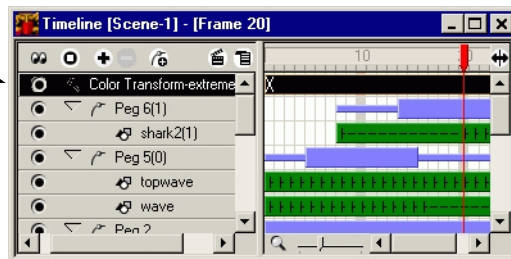 Timeline [Scene-1] - [Frame 20]
10
Color Transform-extreme
X
Peg 6(1)
shark2(1)
Peg 5(0)
topwave
wave
Peg 2